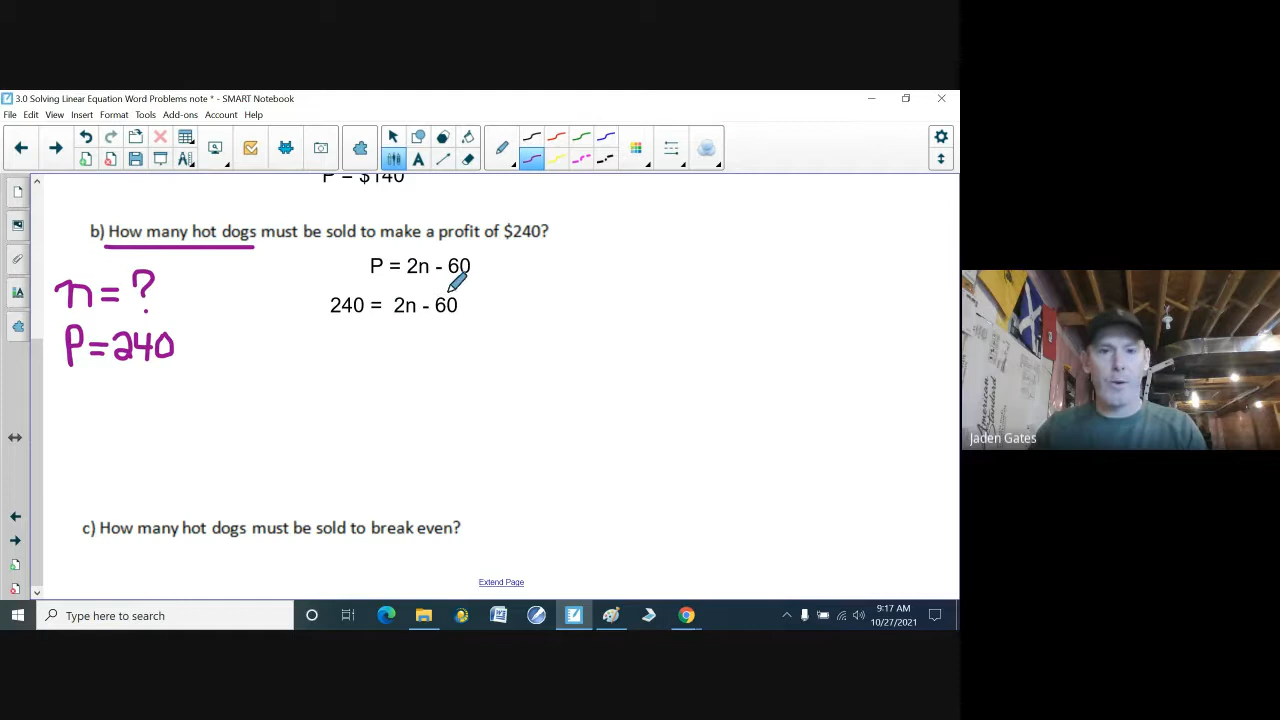 3.0 Solving Linear Equation Word Problems note * - SMART Notebook
File Edit View Insert Format Tools Add-ons Account Help
P = $140
b) How many hot dogs must be sold to make a profit of $240?
P = 2n - 60
n = ?
240 = 2n - 60
P=240
American Standard
Jaden Gates
c) How many hot dogs must be sold to break even?
Extend Page
Type here to search
9:17 AM
10/27/2021